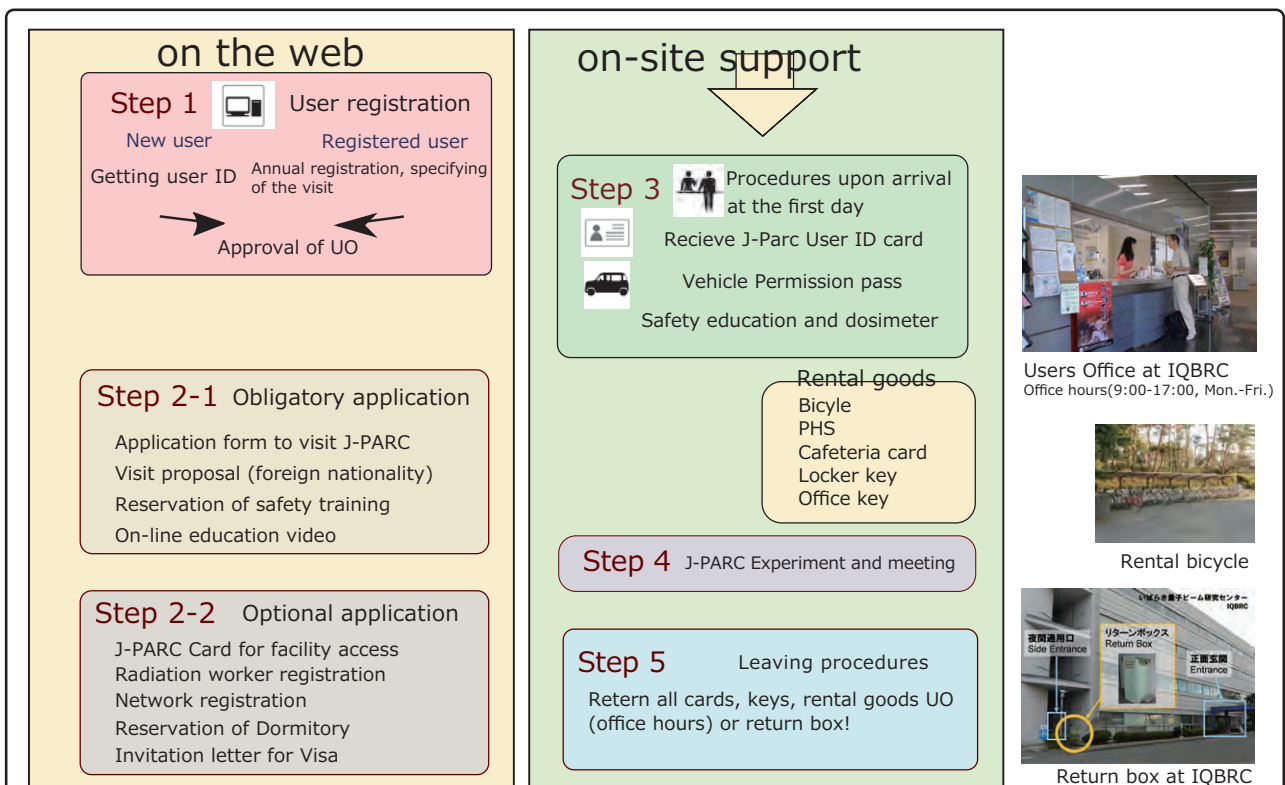 on the web
Step 1 User registration
New user Registered user
Getting user ID Annual registration, specifying
of the visit
Approval of UO
Step 2-1 Obligatory application
Application form to visit J-PARC
Visit proposal (foreign nationality)
Reservation of safety training
On-line education video
Step 2-2 Optional application
J-PARC Card for facility access
Radiation worker registration
Network registration
Reservation of Dormitory
Invitation letter for Visa
on-site support
Step 3 Procedures upon arrival
at the first day
Recieve J-Parc User ID card
Vehicle Permission pass
Safety education and dosimeter
Rental goods
Bicyle
PHS
Cafeteria card
Locker key
Office key
Step 4 J-PARC Experiment and meeting
Step 5 Leaving procedures
Retern all cards, keys, rental goods UO
(office hours) or return box!
Users Office at IQBRC
Office hours(9:00-17:00, Mon.-Fri.)
Rental bicycle
いばらき量子ビーム研究センター
IQBRC
夜間通用口
Side Entrance
リターンボックス
Return Box
正面玄関
Entrance
Return box at IQBRC